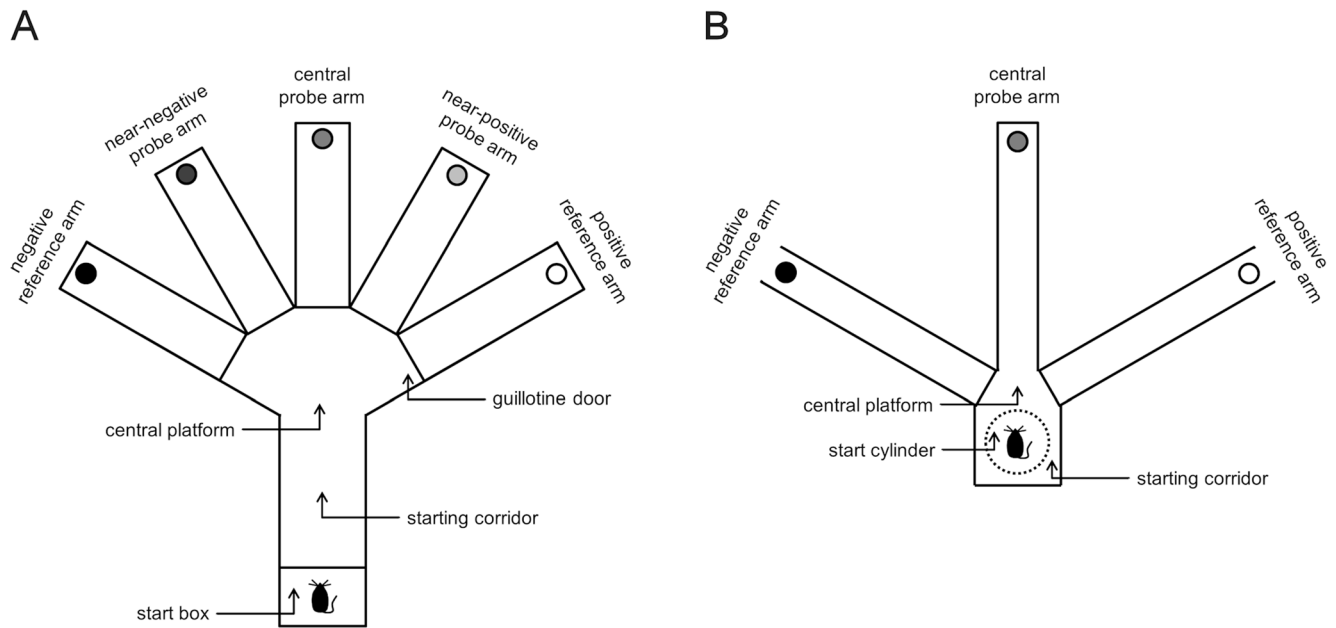 A
negative
reference arm
near-negative
probe arm
central
probe arm
near-positive
probe arm
positive
reference arm
guillotine door
central platform
starting corridor
start box
B
negative
reference arm
central
probe arm
positive
reference arm
central platform
start cylinder
starting corridor